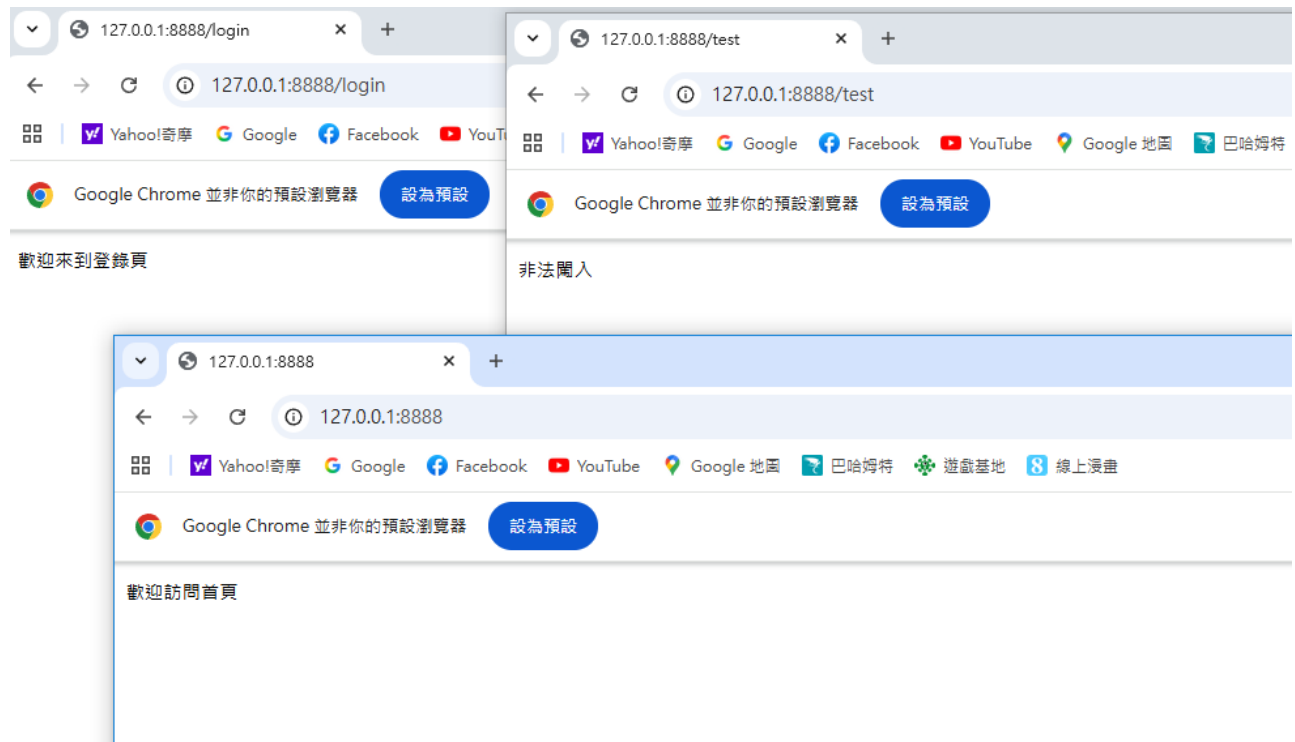 127.0.0.1:8888/login
127.0.0.1:8888/login
Yahoo!奇摩 Google Facebook YouT
Google Chrome 並非你的預設瀏覽器 設為預設
歡迎來到登錄頁
127.0.0.1:8888/test
127.0.0.1:8888/test
Yahoo!奇摩 Google Facebook YouTube Google 地圖 巴哈姆特
Google Chrome 並非你的預設瀏覽器 設為預設
非法闖入
127.0.0.1:8888
127.0.0.1:8888
Yahoo!奇摩 Google Facebook YouTube Google 地圖 巴哈姆特 遊戲基地 線上漫畫
Google Chrome 並非你的預設瀏覽器 設為預設
歡迎訪問首頁